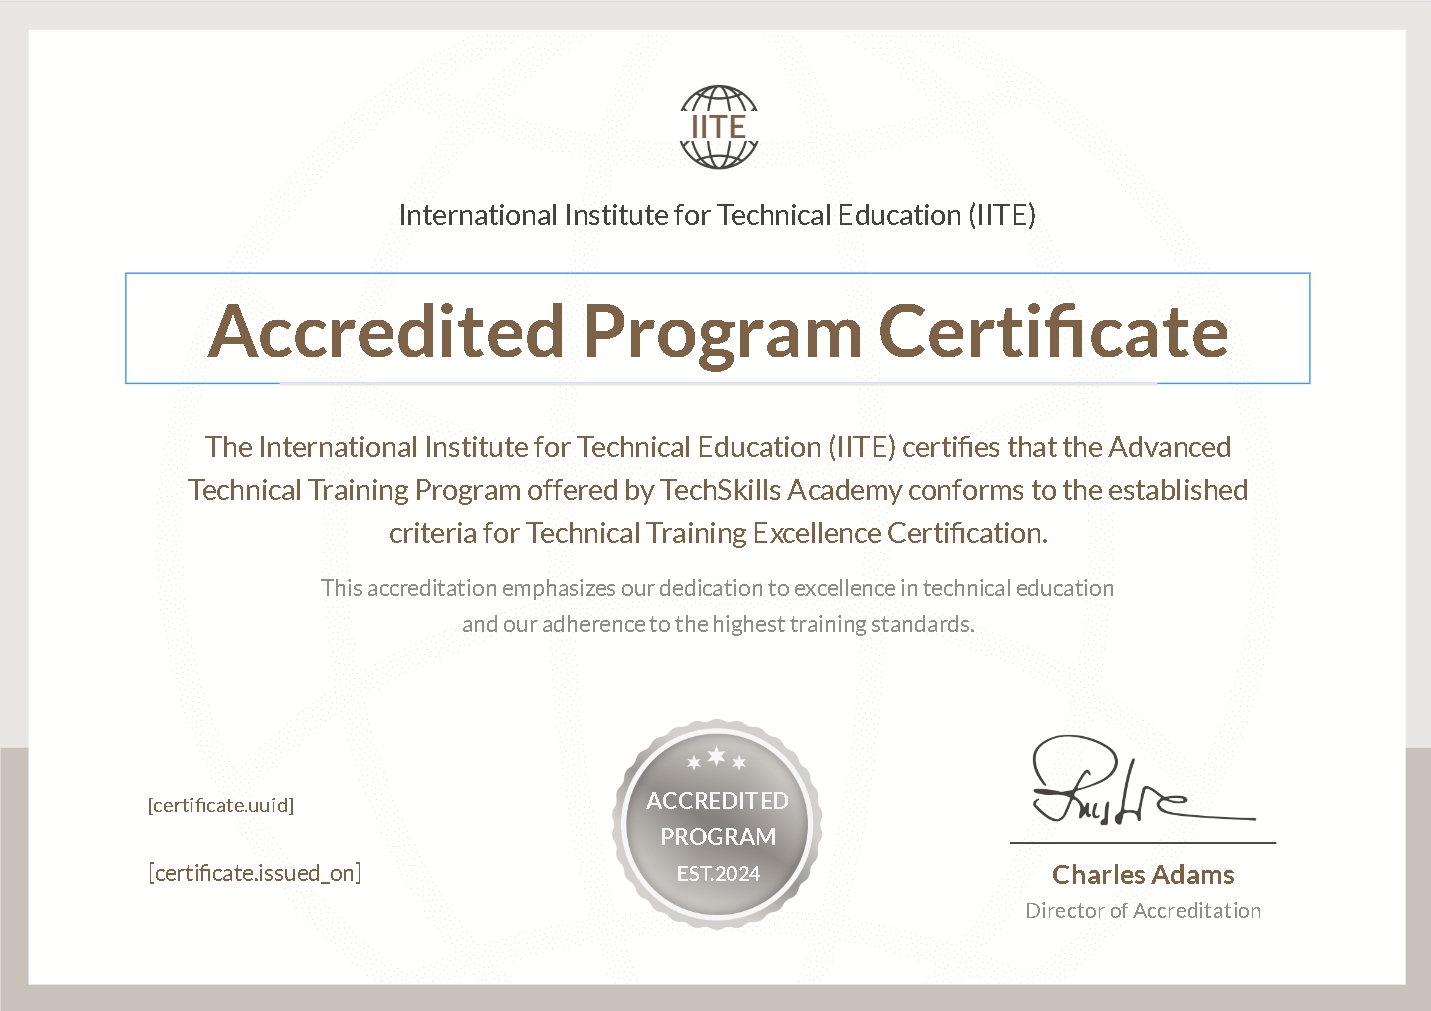 IITE
International Institute for Technical Education (IITE)
Accredited Program Certificate
The International Institute for Technical Education (IITE) certifies that the Advanced
Technical Training Program offered by TechSkills Academy conforms to the established
criteria for Technical Training Excellence Certification.
This accreditation emphasizes our dedication to excellence in technical education
and our adherence to the highest training standards.
[certificate.uuid]
[certificate.issued_on]
ACCREDITED
PROGRAM
EST.2024
Charles Adams
Director of Accreditation